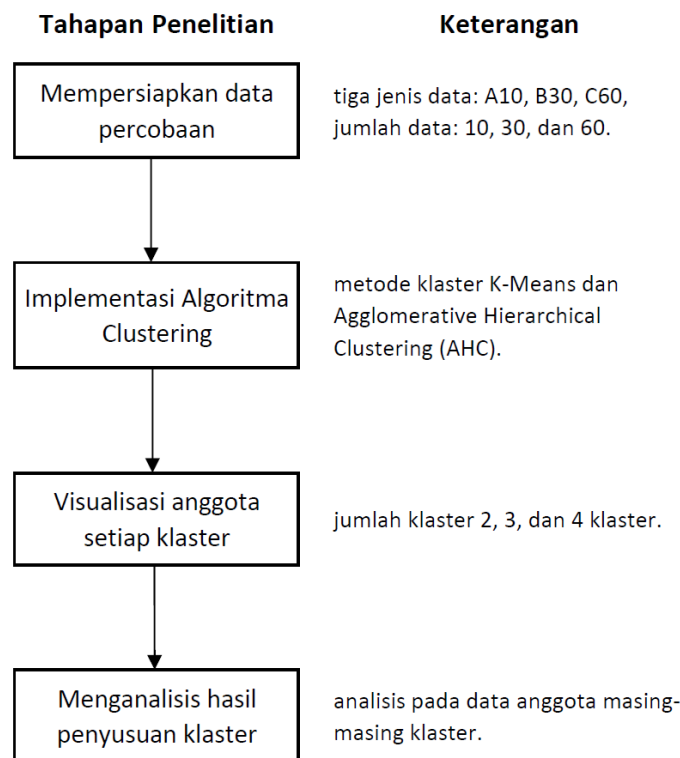 Tahapan Penelitian
Keterangan
Mempersiapkan data
percobaan
tiga jenis data: A10, B30, C60,
jumlah data: 10, 30, dan 60.
Implementasi Algoritma
Clustering
metode klaster K-Means dan
Agglomerative Hierarchical
Clustering (AHC).
Visualisasi anggota
setiap klaster
jumlah klaster 2, 3, dan 4 klaster.
Menganalisis hasil
penyusuan klaster
analisis pada data anggota masing-
masing klaster.